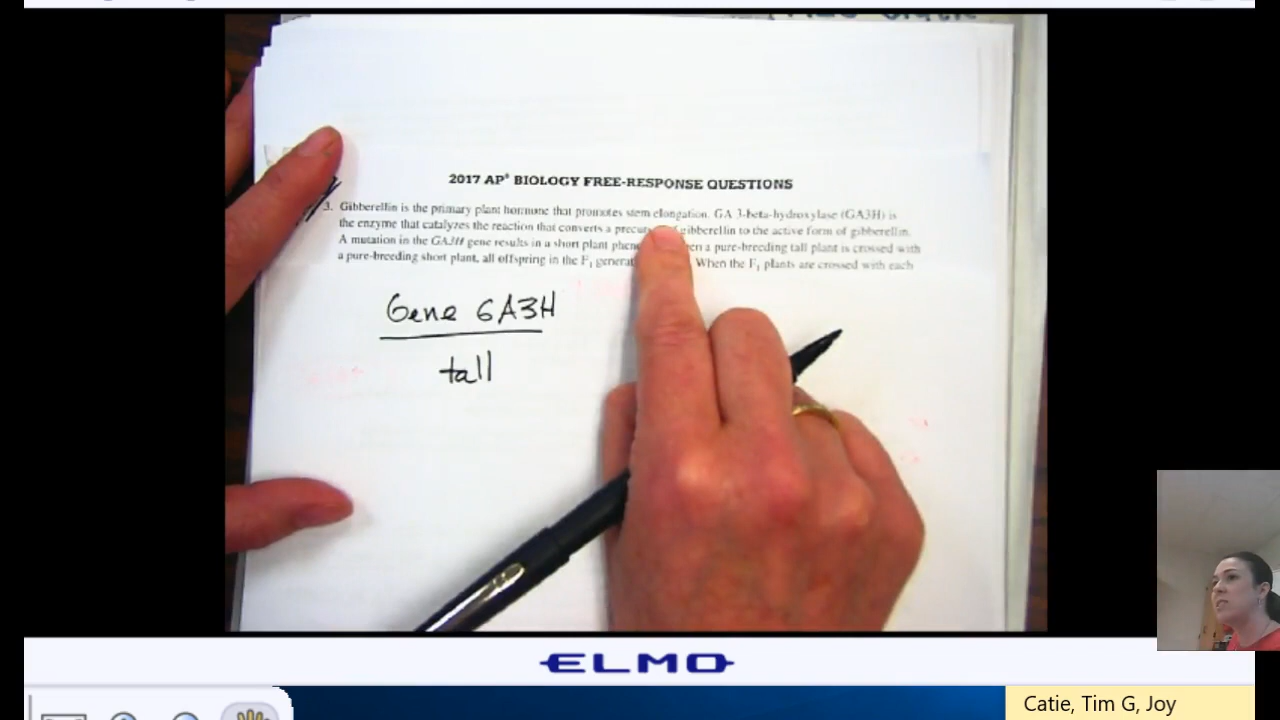 2017 AP® BIOLOGY FREE-RESPONSE QUESTIONS
3. Gibberellin is the primary plant hormone that promotes stem elongation. GA 3-beta-hydroxylase (GA3H) is
the enzyme that catalyzes the reaction that converts a gibberellin to the active form of gibberellin.
A mutation in the GA3H gene results in a short plant a pure-breeding tall plant is crossed with
a pure-breeding short plant, all offspring in the F₁ When the F₁ plants are crossed with each
Gene GA3H
tall
ELMO
Catie, Tim G, Joy